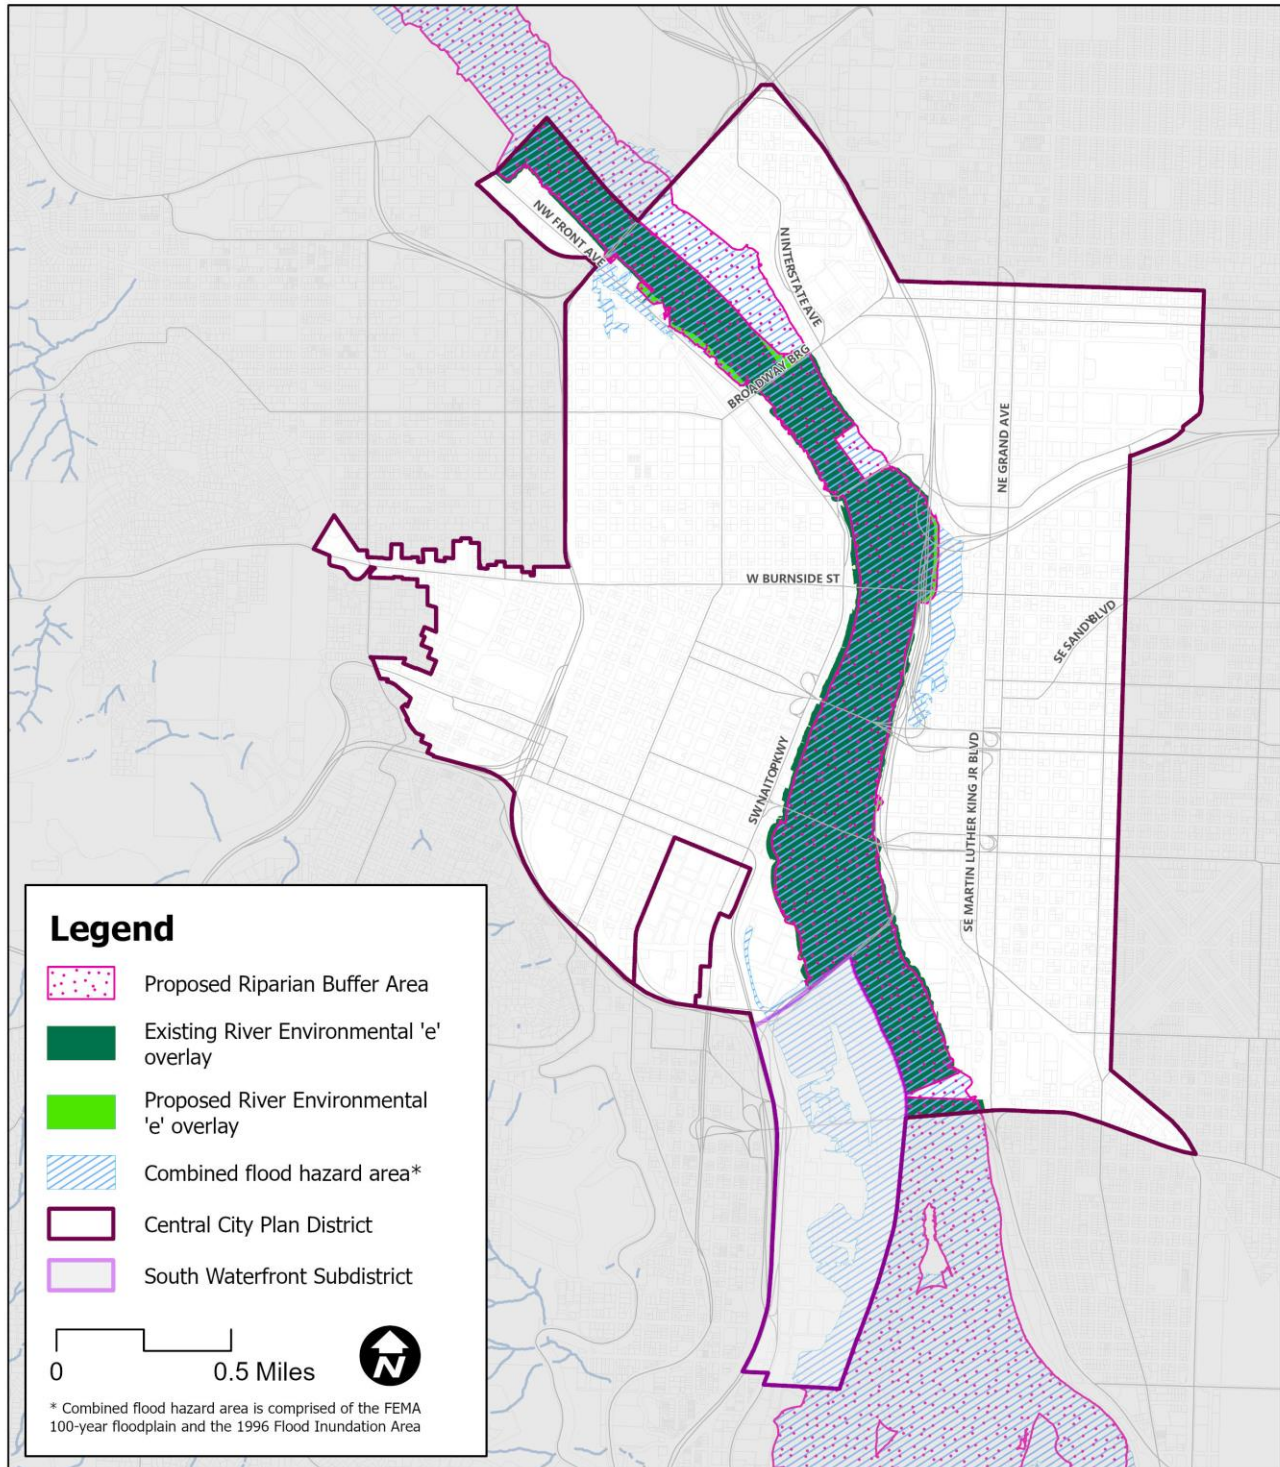 NW FRONT AVE
N INTERSTATE AVE
BROADWAY BRG
NE GRAND AVE
W BURNSIDE ST
SE SANDY BLVD
SW NAITO PKWY
SE MARTIN LUTHER KING JR BLVD
Legend
Proposed Riparian Buffer Area
Existing River Environmental 'e'
overlay
Proposed River Environmental
'e' overlay
Combined flood hazard area*
Central City Plan District
South Waterfront Subdistrict
0 0.5 Miles
N
* Combined flood hazard area is comprised of the FEMA
100-year floodplain and the 1996 Flood Inundation Area